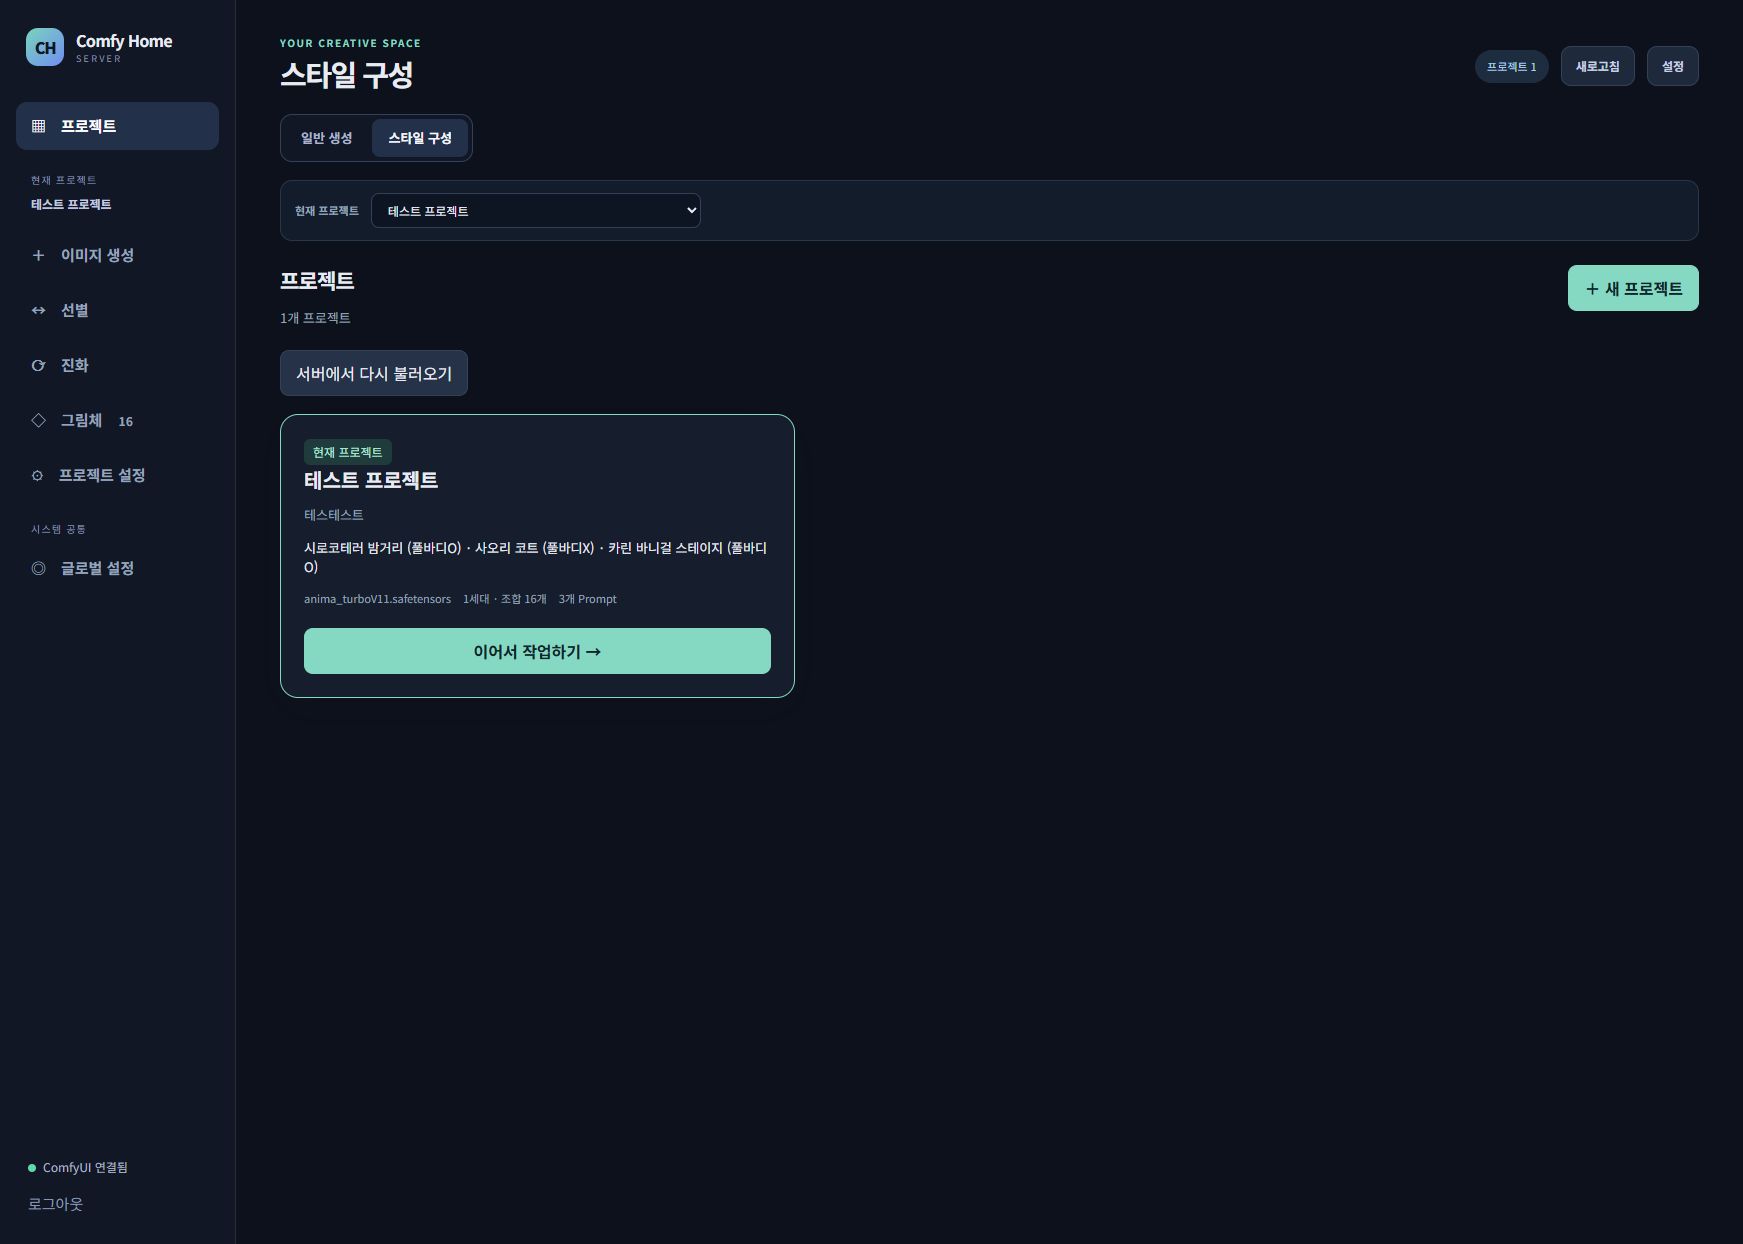 CH
Comfy Home
SERVER
▦ 프로젝트
현재 프로젝트
테스트 프로젝트
+ 이미지 생성
↔ 선별
⟳ 진화
◇ 그림체 16
⚙ 프로젝트 설정
시스템 공통
◎ 글로벌 설정
ComfyUI 연결됨
로그아웃
YOUR CREATIVE SPACE
스타일 구성
프로젝트 1
새로고침
설정
일반 생성
스타일 구성
현재 프로젝트
테스트 프로젝트
프로젝트
1개 프로젝트
+ 새 프로젝트
서버에서 다시 불러오기
현재 프로젝트
테스트 프로젝트
테스테스트
시로코테러 밤거리 (풀바디O) · 사오리 코트 (풀바디X) · 카린 바니걸 스테이지 (풀바디
O)
anima_turboV11.safetensors 1세대 · 조합 16개 3개 Prompt
이어서 작업하기 →